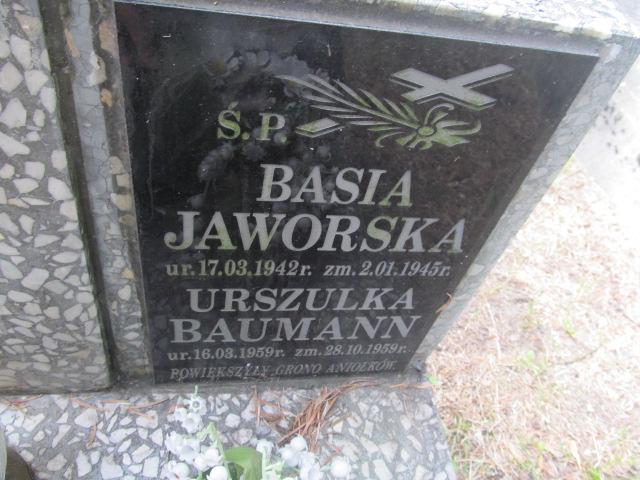 Ś.P.
BASIA
JAWORSKA
ur. 17.03.1942r. zm. 2.01.1945r.
URSZULKA
BAUMANN
ur. 16.03.1959r. zm. 28.10.1959r.
POWIĘKSZYŁY GRONO ANIOŁKÓW.